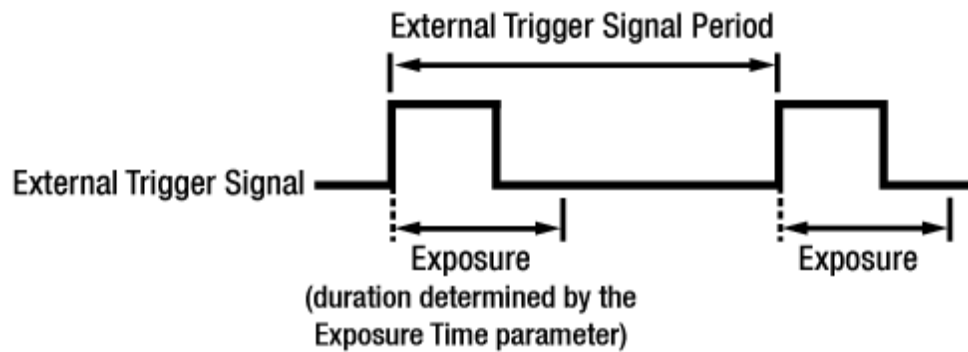 External Trigger Signal Period
External Trigger Signal
Exposure
(duration determined by the
Exposure Time parameter)
Exposure